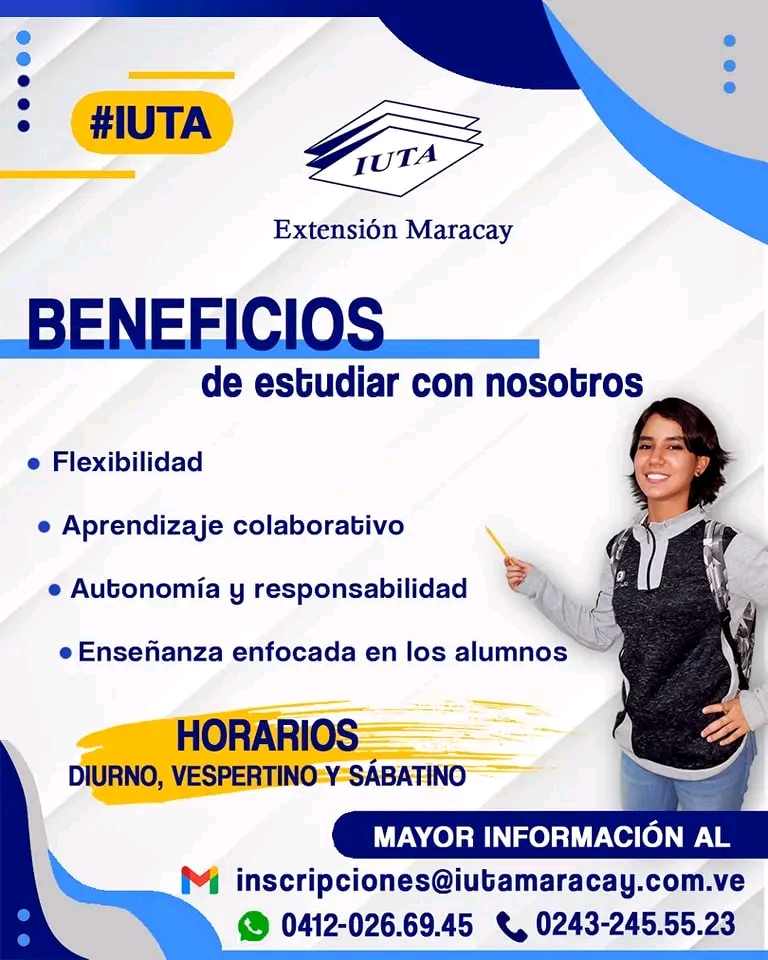 #IUTA
IUTA
Extensión Maracay
BENEFICIOS
de estudiar con nosotros
• Flexibilidad
• Aprendizaje colaborativo
• Autonomía y responsabilidad
• Enseñanza enfocada en los alumnos
HORARIOS
DIURNO, VESPERTINO Y SÁBATINO
MAYOR INFORMACIÓN AL
inscripciones@iutamaracay.com.ve
0412-026.69.45 0243-245.55.23